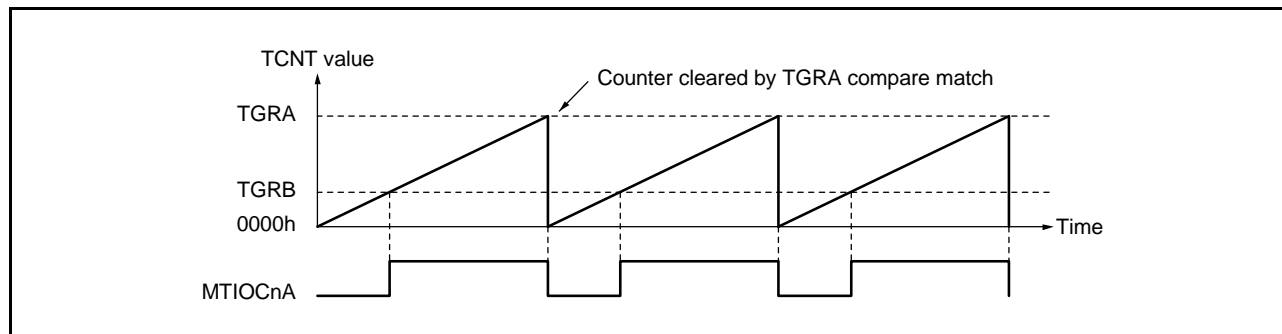 TCNT value
Counter cleared by TGRA compare match
TGRA
TGRB
0000h
Time
MTIOCnA